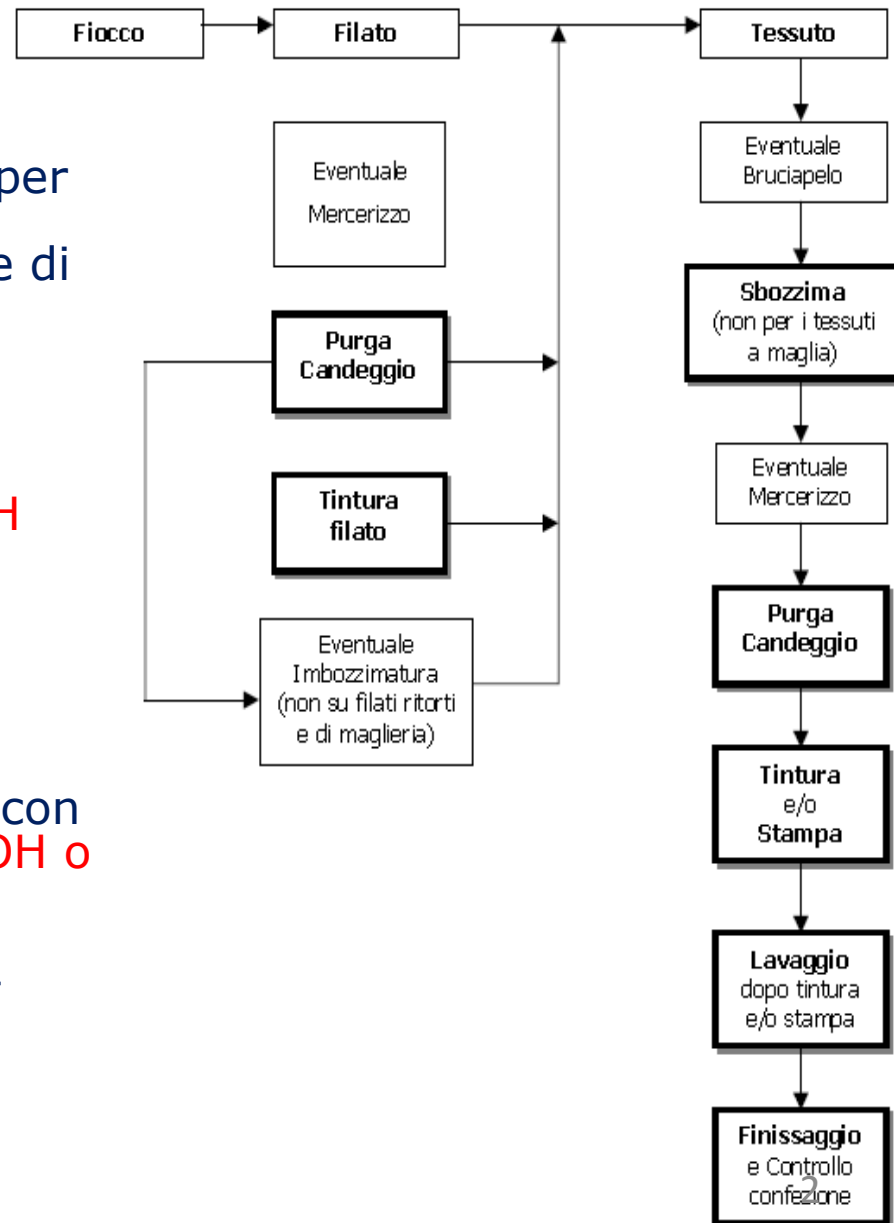 Fiocco
Filato
Tessuto
per
e di
H
con
OH o
.
Eventuale
Mercerizzo
Purga
Candeggio
Tintura
filato
Eventuale
Imbozzimatura
(non su filati ritorti
e di maglieria)
Eventuale
Bruciapelo
Sbozzima
(non per i tessuti
a maglia)
Eventuale
Mercerizzo
Purga
Candeggio
Tintura
e/o
Stampa
Lavaggio
dopo tintura
e/o stampa
Finissaggio
e Controllo
confezione
2